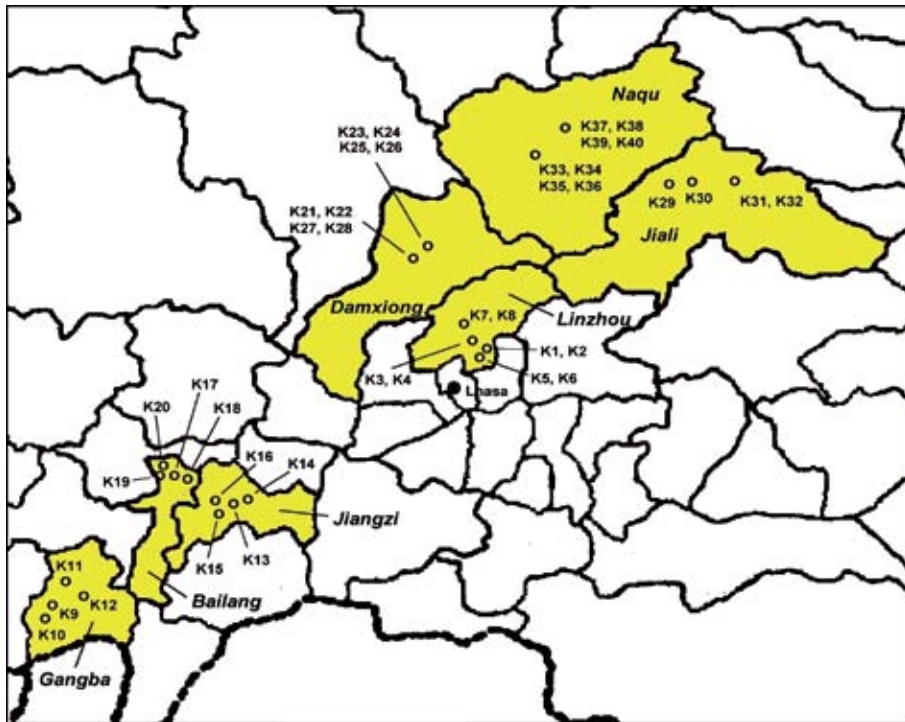 Naqu
K23, K24
K25, K26
K37, K38
K39, K40
K33, K34
K35, K36
K29
K30
K31, K32
K21, K22
K27, K28
Jiali
Damxiong
Linzhou
K7, K8
K1, K2
K3, K4
K5, K6
Lhasa
K17
K20
K18
K16
K14
K19
Jiangzi
K15
K13
K11
Bailang
K12
K9
K10
Gangba